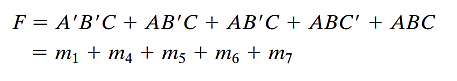 F = A'B'C + AB'C + AB'C + ABC' + ABC
= m₁ + m₄ + m₅ + m₆ + m₇